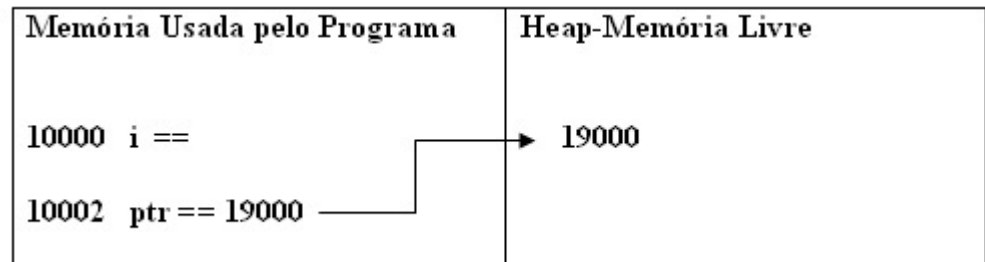 Memória Usada pelo Programa
Heap-Memória Livre
10000 i ==
19000
10002 ptr == 19000